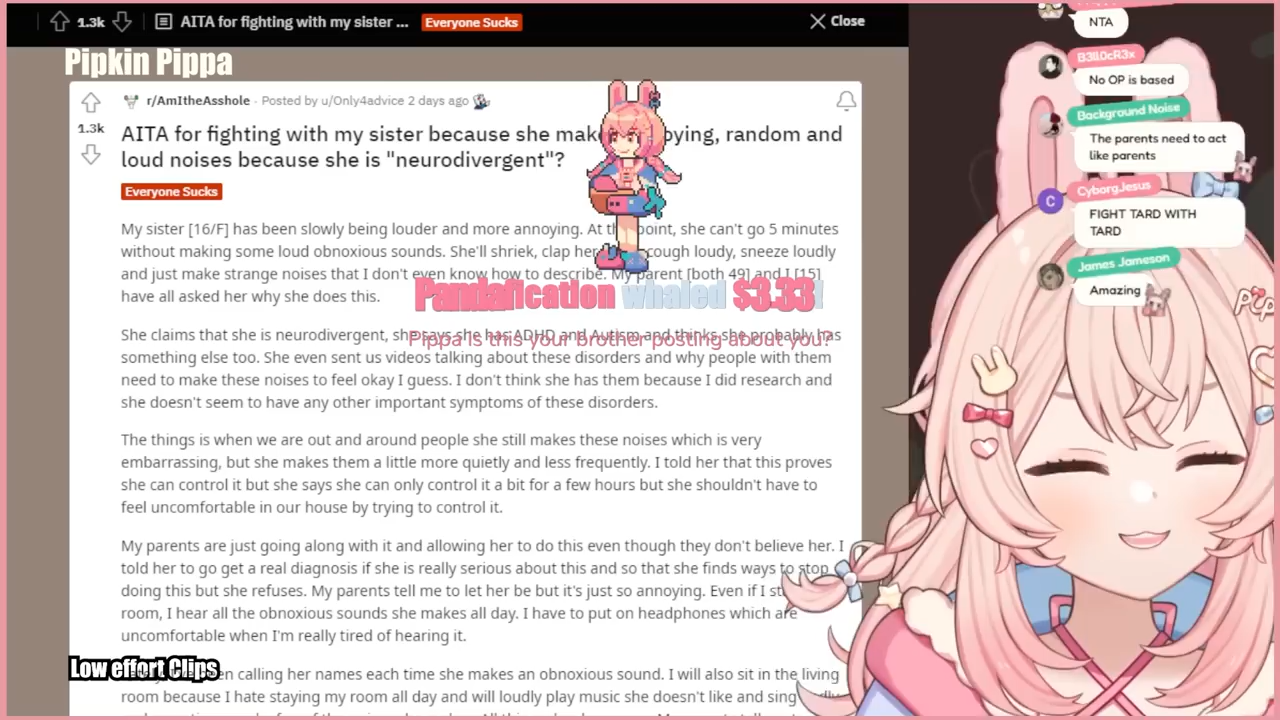 1.3k
AITA for fighting with my sister ...
Everyone Sucks
Close
Pipkin Pippa
r/AmItheAsshole · Posted by u/Only4advice 2 days ago
1.3k
AITA for fighting with my sister because she mak oying, random and
loud noises because she is "neurodivergent"?
Everyone Sucks
My sister [16/F] has been slowly being louder and more annoying. At th point, she can't go 5 minutes
without making some loud obnoxious sounds. She'll shriek, clap he cough loudy, sneeze loudly
and just make strange noises that I don't even know how to describe. My parent [both 49] and I [15]
have all asked her why she does this.
Pandafication whaled $3.33!
She claims that she is neurodivergent, she says she has ADHD and Autism and thinks she probably has
Pippa is this your brother posting about you?
something else too. She even sent us videos talking about these disorders and why people with them
need to make these noises to feel okay I guess. I don't think she has them because I did research and
she doesn't seem to have any other important symptoms of these disorders.
The things is when we are out and around people she still makes these noises which is very
embarrassing, but she makes them a little more quietly and less frequently. I told her that this proves
she can control it but she says she can only control it a bit for a few hours but she shouldn't have to
feel uncomfortable in our house by trying to control it.
My parents are just going along with it and allowing her to do this even though they don't believe her. I
told her to go get a real diagnosis if she is really serious about this and so that she finds ways to stop
doing this but she refuses. My parents tell me to let her be but it's just so annoying. Even if I st
room, I hear all the obnoxious sounds she makes all day. I have to put on headphones which are
uncomfortable when I'm really tired of hearing it.
Low effort Clips
en calling her names each time she makes an obnoxious sound. I will also sit in the living
room because I hate staying my room all day and will loudly play music she doesn't like and sing
NTA
B3ll0cR3x
No OP is based
Background Noise
The parents need to act
like parents
C
CyborgJesus
FIGHT TARD WITH
TARD
James Jameson
Amazing